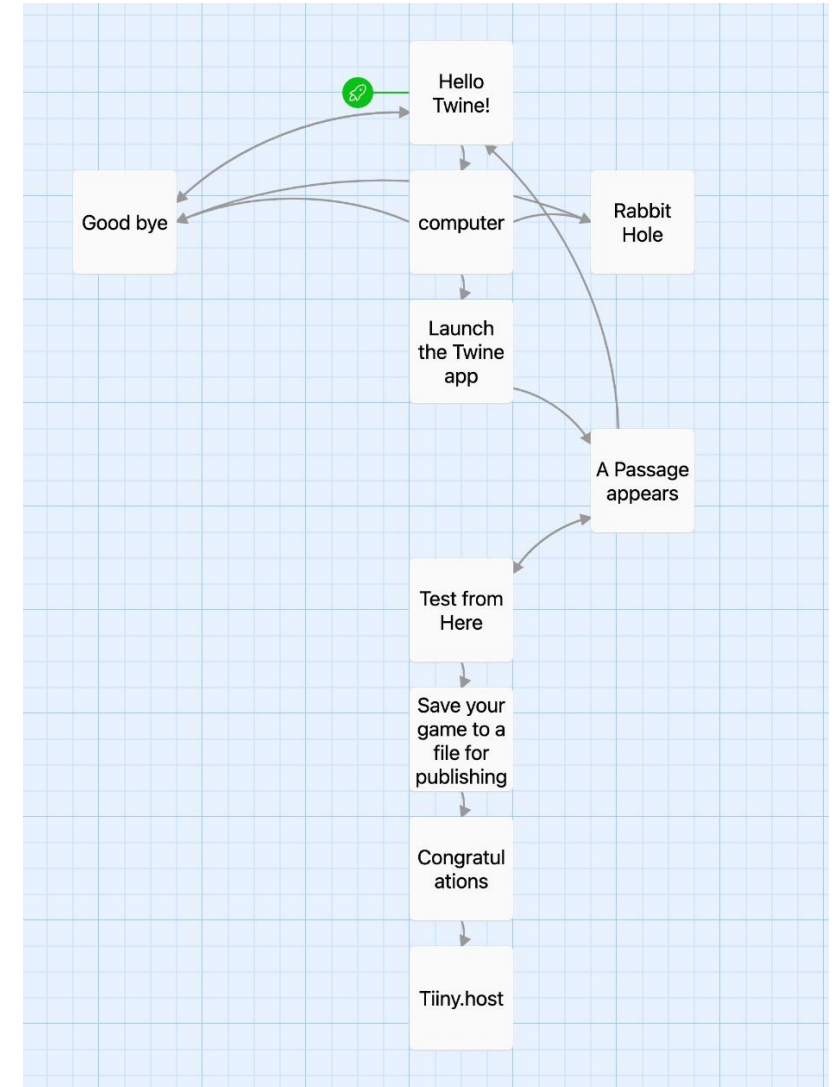 Hello
Twine!
Good bye
computer
Rabbit
Hole
Launch
the Twine
app
A Passage
appears
Test from
Here
Save your
game to a
file for
publishing
Congratul
ations
Tiiny.host